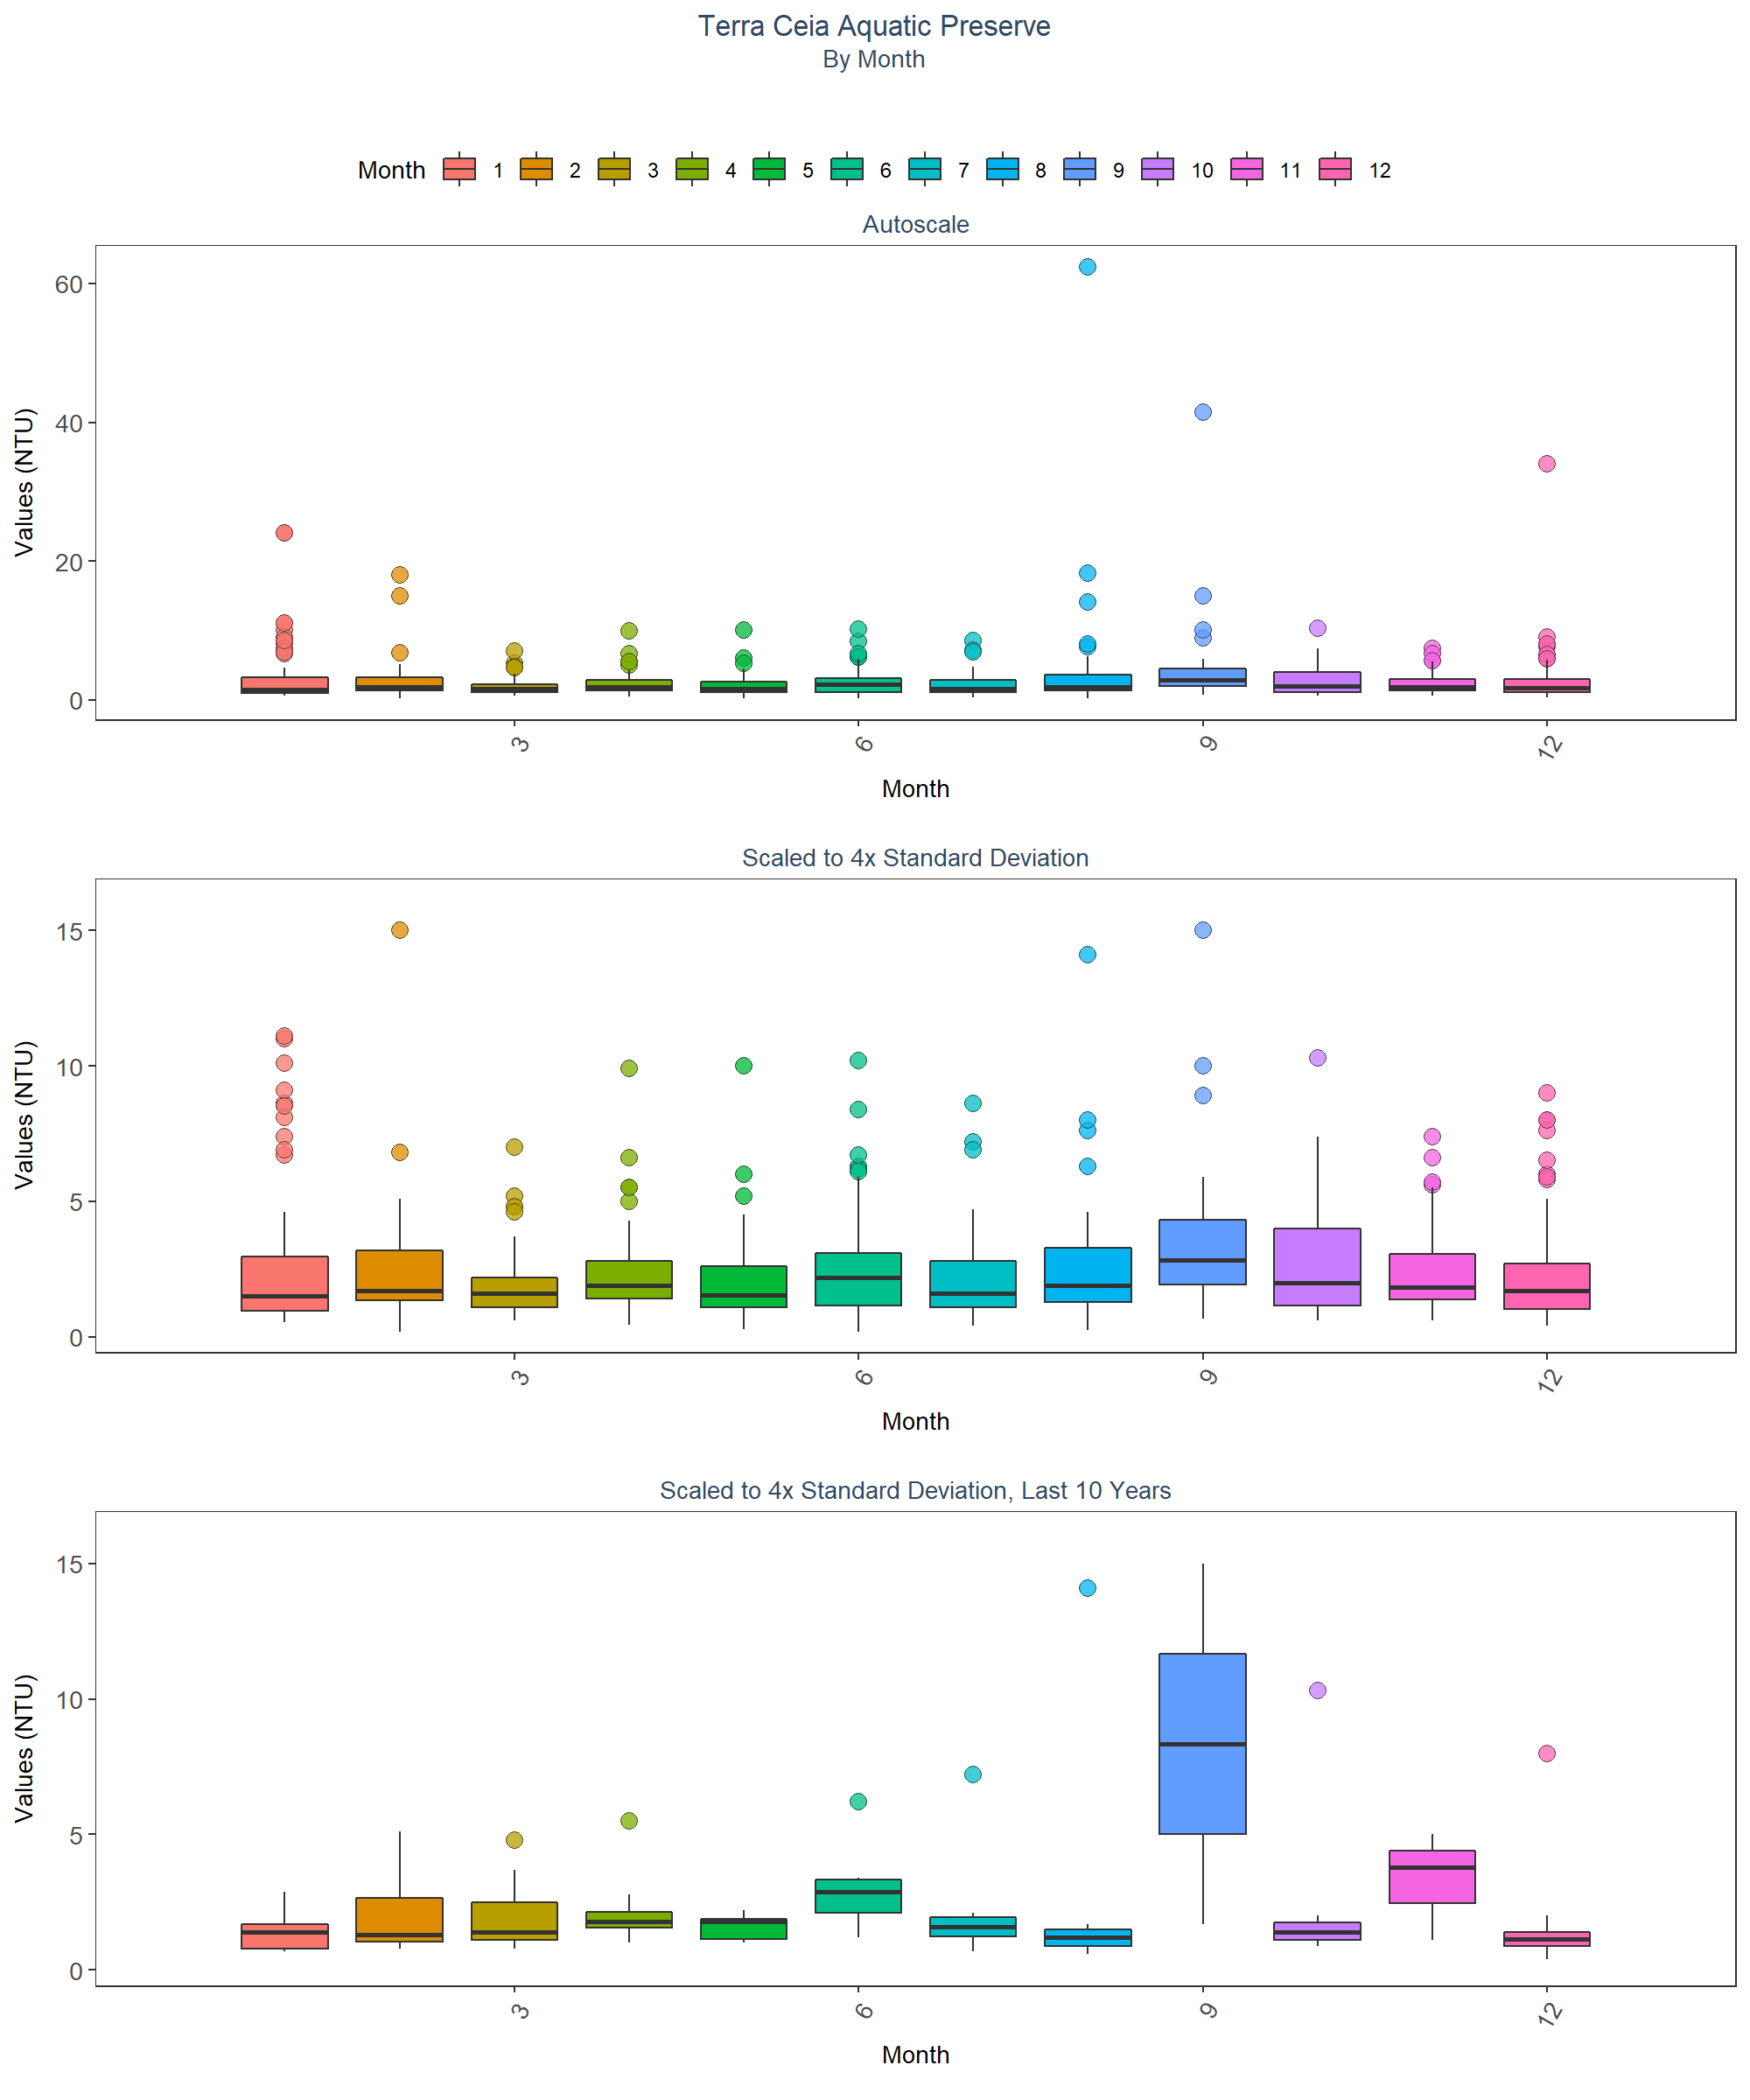 Terra Ceia Aquatic Preserve
By Month
Month 1 2 3 4 5 6 7 8 9 10 11 12
Autoscale
Values (NTU)
60
40
20
0
3 6 9 12
Month
Scaled to 4x Standard Deviation
Values (NTU)
15
10
5
0
3 6 9 12
Month
Scaled to 4x Standard Deviation, Last 10 Years
Values (NTU)
15
10
5
0
3 6 9 12
Month